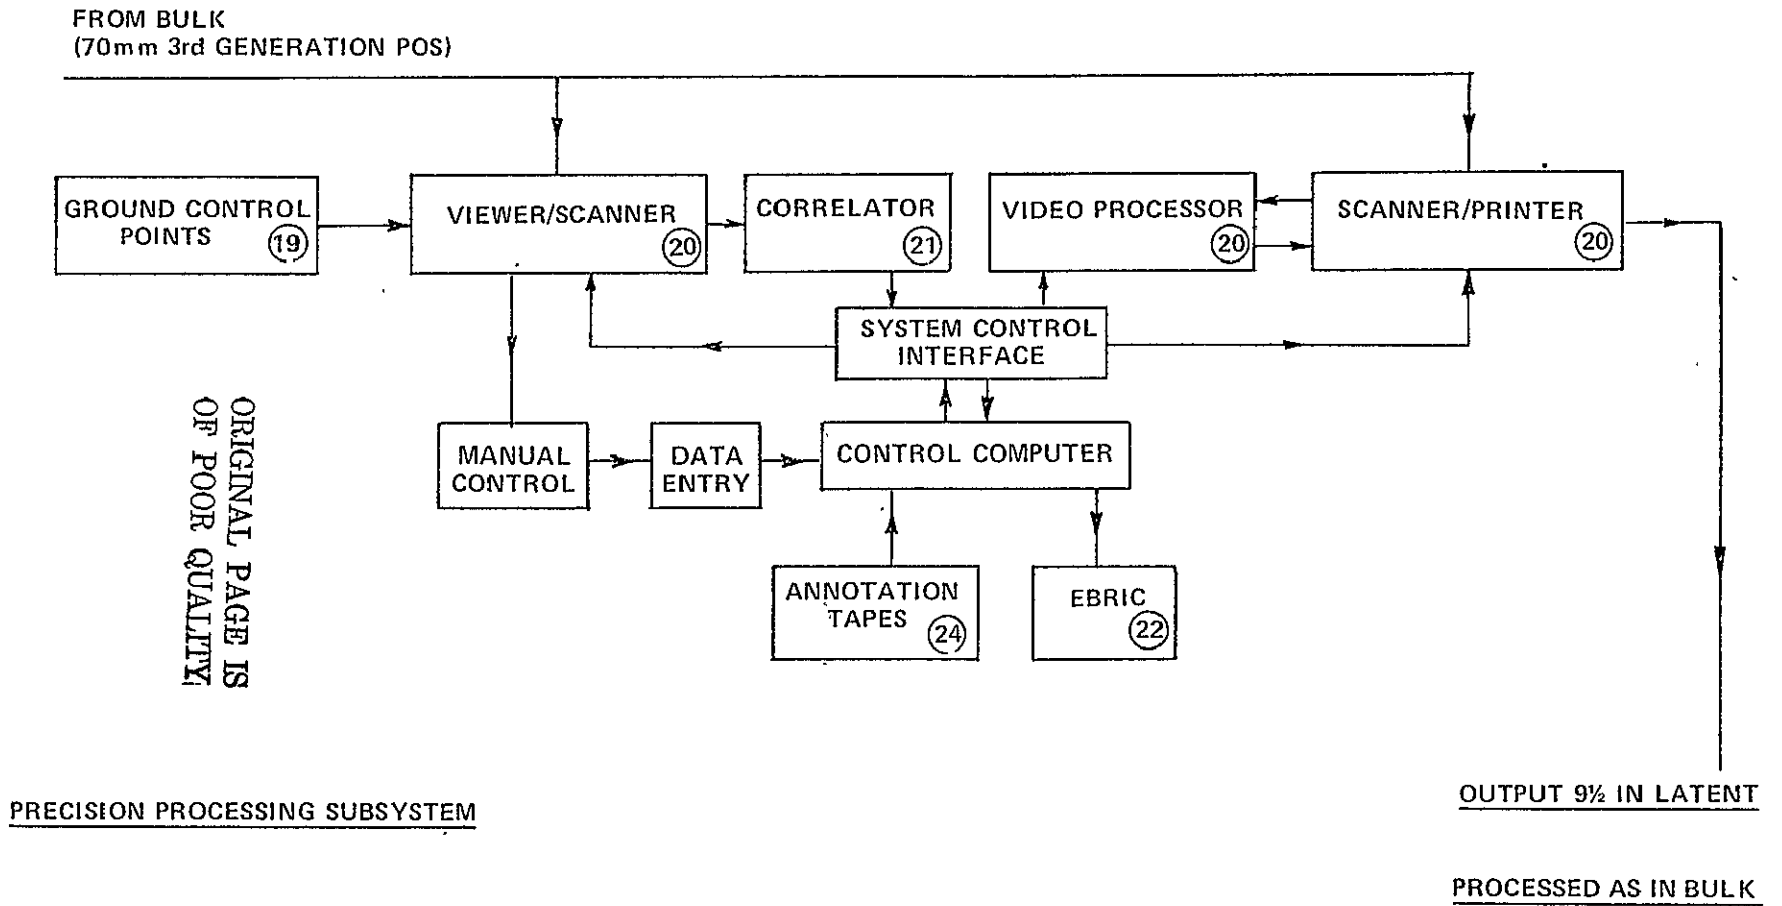 FROM BULK
(70mm 3rd GENERATION POS)
GROUND CONTROL
POINTS
19
VIEWER/SCANNER
20
CORRELATOR
21
VIDEO PROCESSOR
20
SCANNER/PRINTER
20
SYSTEM CONTROL
INTERFACE
MANUAL
CONTROL
DATA
ENTRY
CONTROL COMPUTER
ANNOTATION
TAPES
24
EBRIC
22
ORIGINAL PAGE IS
OF POOR QUALITY
PRECISION PROCESSING SUBSYSTEM
OUTPUT 9½ IN LATENT
PROCESSED AS IN BULK